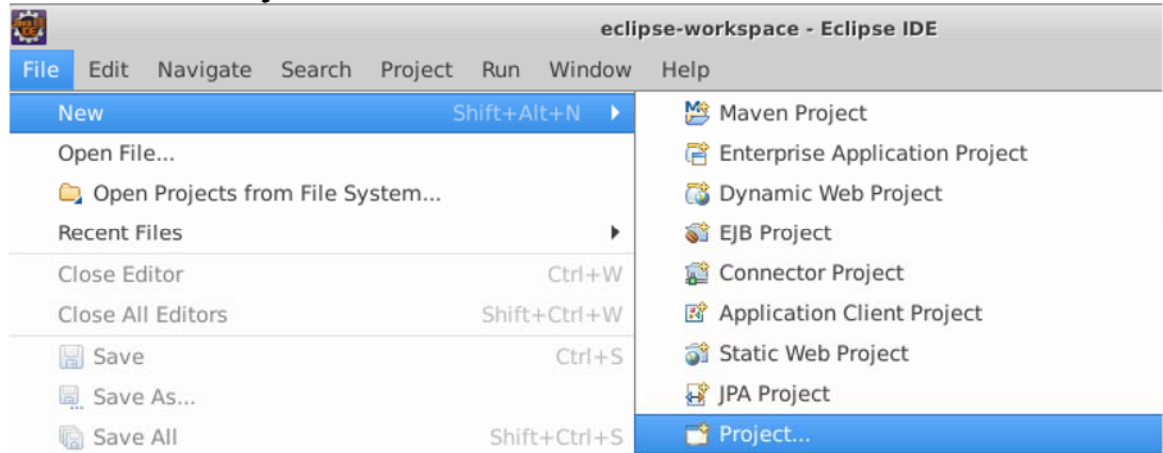 eclipse-workspace - Eclipse IDE
File Edit Navigate Search Project Run Window Help
New Shift+Alt+N
Open File...
Open Projects from File System...
Recent Files
Close Editor Ctrl+W
Close All Editors Shift+Ctrl+W
Save Ctrl+S
Save As...
Save All Shift+Ctrl+S
Maven Project
Enterprise Application Project
Dynamic Web Project
EJB Project
Connector Project
Application Client Project
Static Web Project
JPA Project
Project...